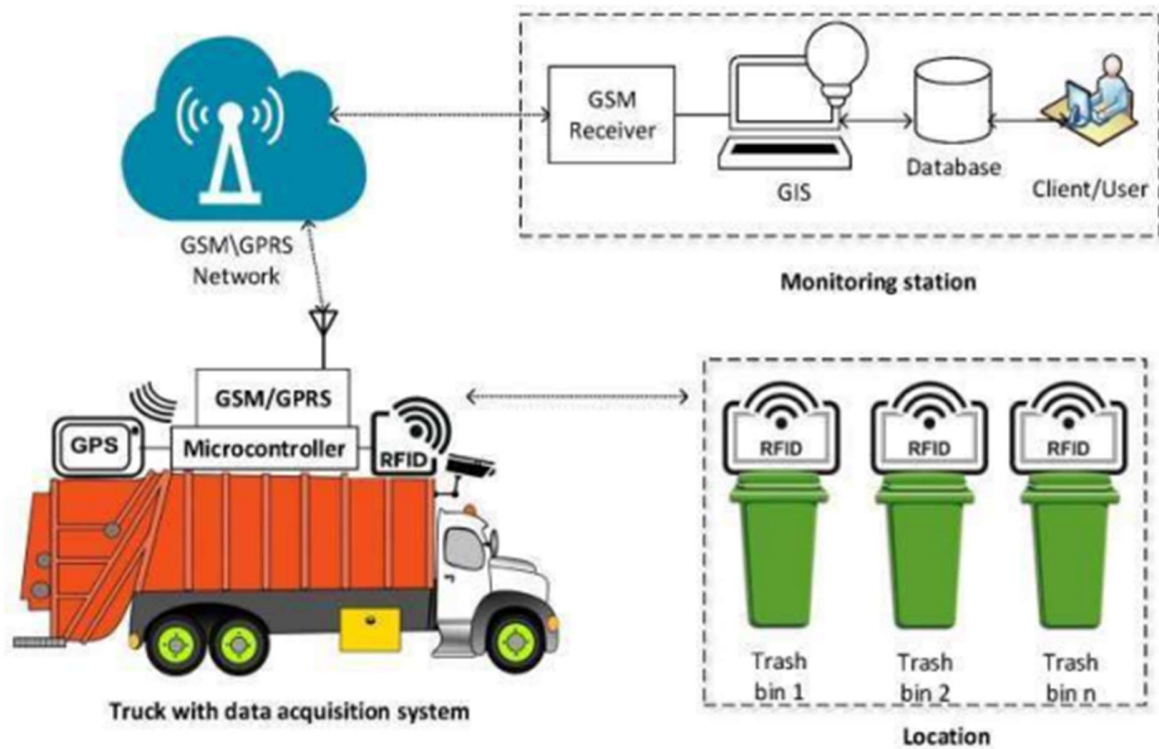 GSM
Receiver
GIS
Database
Client/User
Monitoring station
GSM\GPRS
Network
GSM/GPRS
GPS
Microcontroller
RFID
Truck with data acquisition system
RFID
RFID
RFID
Trash
bin 1
Trash
bin 2
Trash
bin n
Location